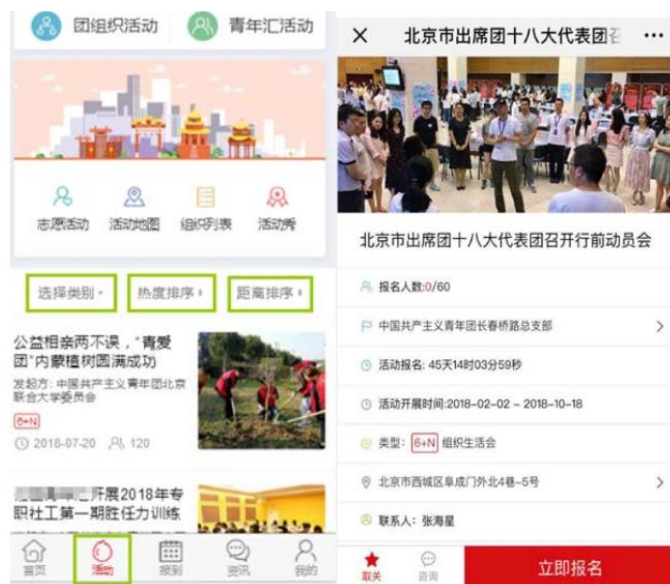 团组织活动
青年汇活动
志愿活动
活动地图
组织列表
活动秀
选择类别
热度排序
距离排序
公益相亲两不误，"青爱
团"内蒙植树圆满成功
发起方: 中国共产主义青年团北京
联合大学委员会
6+N
2018-07-20
120
开展2018年专
职社工第一期胜任力训练
首页
活动
报到
资讯
我的
北京市出席团十八大代表团召
北京市出席团十八大代表团召开行前动员会
报名人数:0/60
中国共产主义青年团长春桥路总支部
活动报名: 45天14时03分59秒
活动开展时间:2018-02-02 – 2018-10-18
类型: 6+N 组织生活会
北京市西城区阜成门外北4巷-5号
联系人: 张海星
取关
咨询
立即报名